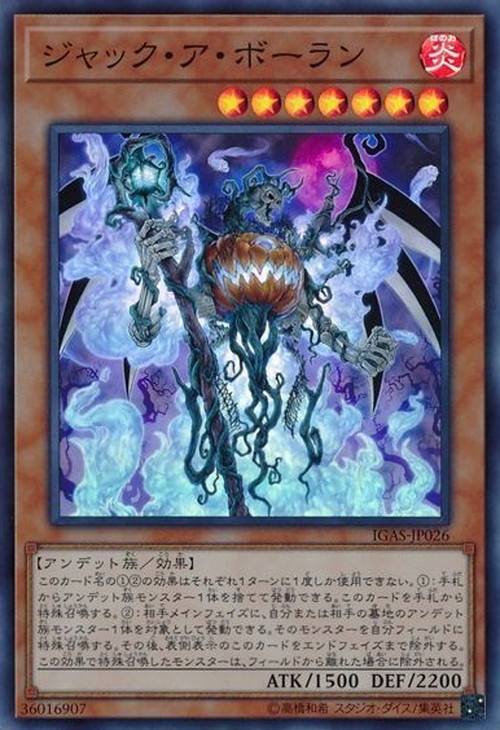 ジャック・ア・ボーラン
炎
ほのお
IGAS-JP026
【アンデット族／効果】
このカード名の①②の効果はそれぞれ1ターンに1度しか使用できない。①：手札
からアンデット族モンスター1体を捨てて発動できる。このカードを手札から
特殊召喚する。②：相手メインフェイズに、自分または相手の墓地のアンデット
族モンスター1体を対象として発動できる。そのモンスターを自分フィールドに
特殊召喚する。その後、表側表示のこのカードをエンドフェイズまで除外する。
この効果で特殊召喚したモンスターは、フィールドから離れた場合に除外される。
ATK/1500 DEF/2200
36016907
©高橋和希 スタジオ・ダイス/集英社